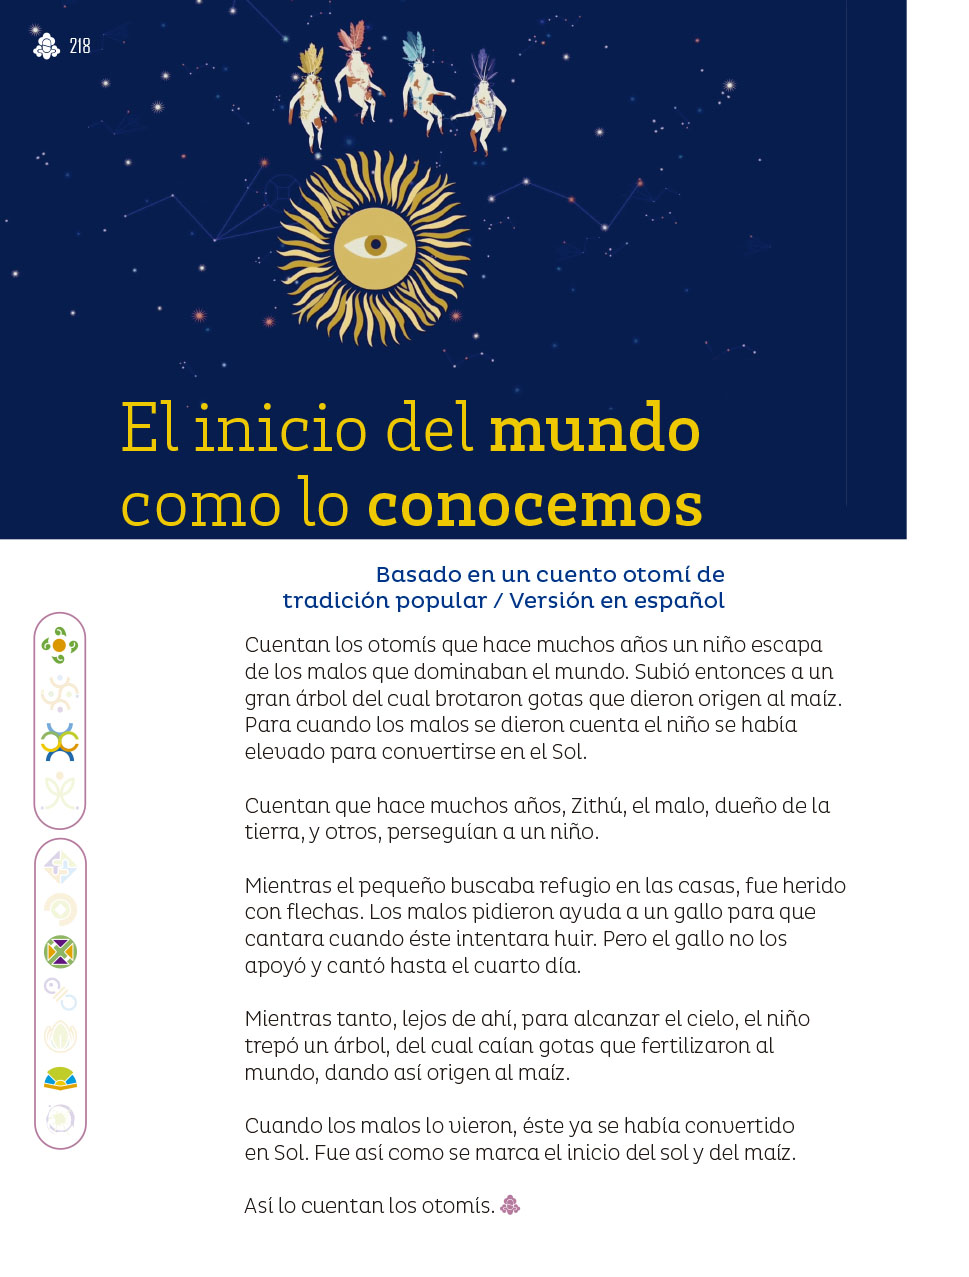 218
El inicio del mundo
como lo conocemos
Basado en un cuento otomí de
tradición popular / Versión en español
Cuentan los otomís que hace muchos años un niño escapa
de los malos que dominaban el mundo. Subió entonces a un
gran árbol del cual brotaron gotas que dieron origen al maíz.
Para cuando los malos se dieron cuenta el niño se había
elevado para convertirse en el Sol.
Cuentan que hace muchos años, Zithú, el malo, dueño de la
tierra, y otros, perseguían a un niño.
Mientras el pequeño buscaba refugio en las casas, fue herido
con flechas. Los malos pidieron ayuda a un gallo para que
cantara cuando éste intentara huir. Pero el gallo no los
apoyó y cantó hasta el cuarto día.
Mientras tanto, lejos de ahí, para alcanzar el cielo, el niño
trepó un árbol, del cual caían gotas que fertilizaron al
mundo, dando así origen al maíz.
Cuando los malos lo vieron, éste ya se había convertido
en Sol. Fue así como se marca el inicio del sol y del maíz.
Así lo cuentan los otomís.